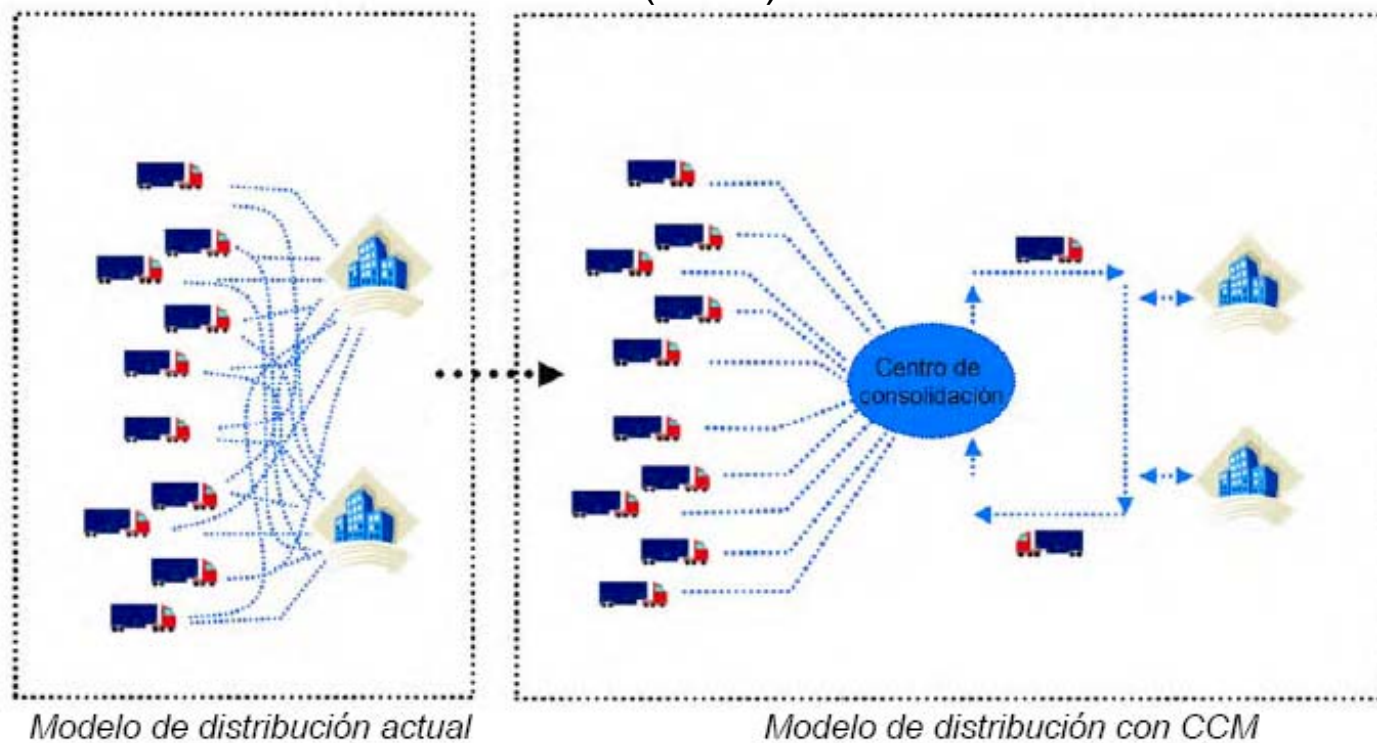 Centro de
consolidación
Modelo de distribución actual
Modelo de distribución con CCM